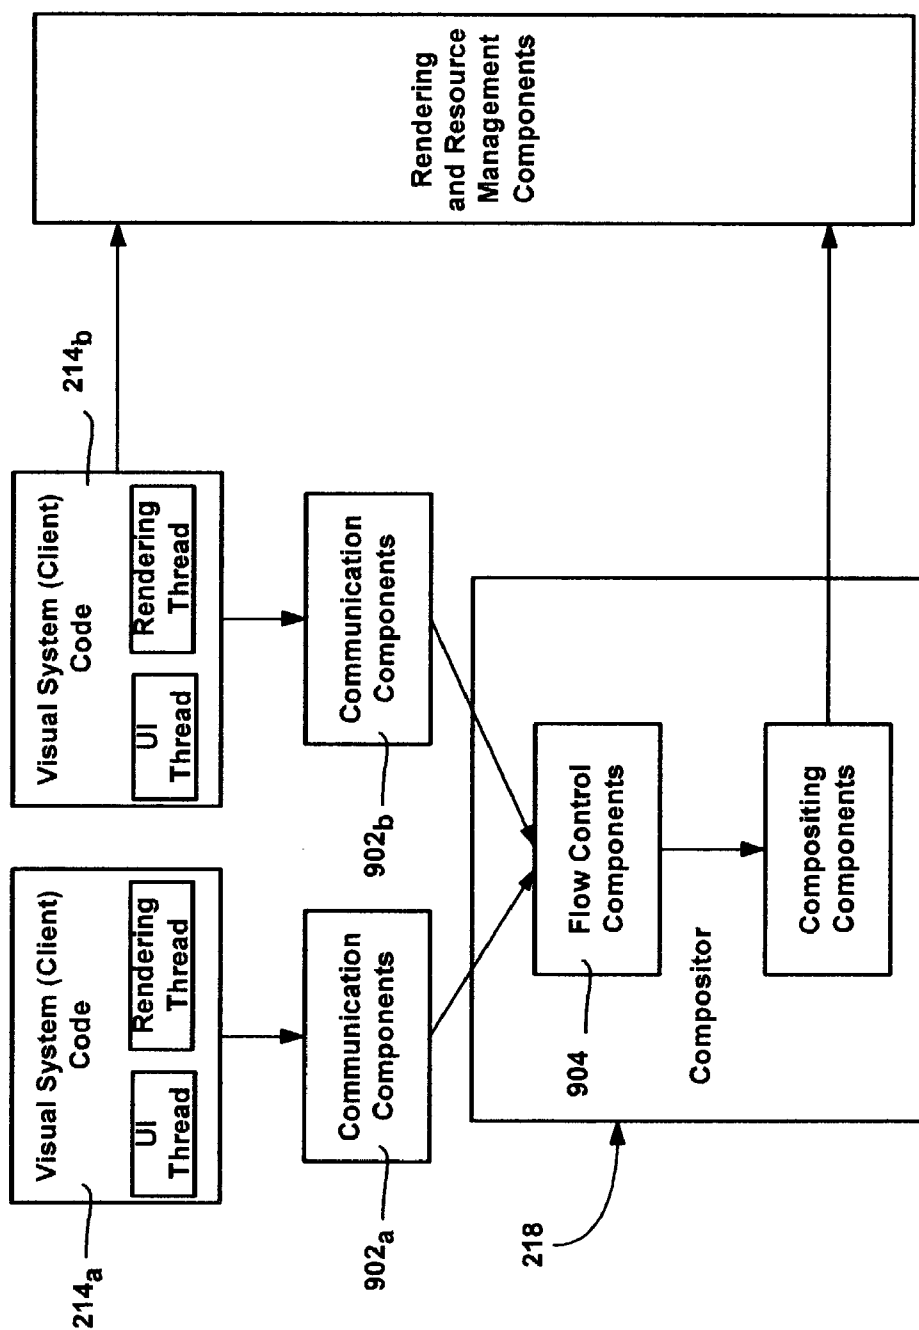 214a
Visual System (Client)
Code
UI
Thread
Rendering
Thread
214b
Visual System (Client)
Code
UI
Thread
Rendering
Thread
902a
Communication
Components
902b
Communication
Components
218
904
Flow Control
Components
Compositor
Compositing
Components
Rendering
and Resource
Management
Components